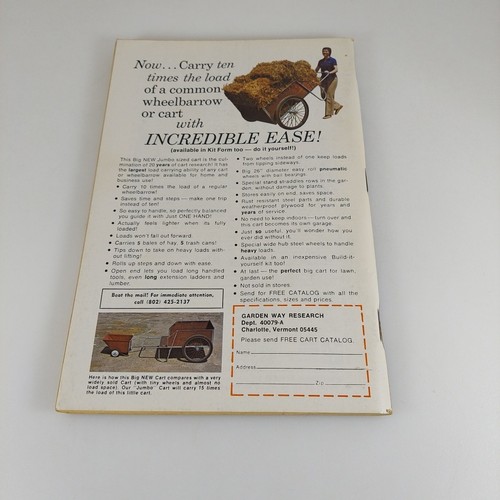 Now... Carry ten
times the load
of a common
wheelbarrow
or cart
with
INCREDIBLE EASE!
(available in Kit Form too — do it yourself!)
This Big NEW Jumbo sized cart is the cul-
mination of 20 years of cart research! It has
the largest load carrying ability of any cart
or wheelbarrow available for home and
business use!
• Carry 10 times the load of a regular
wheelbarrow!
• Saves time and steps — make one trip
instead of ten!
• So easy to handle, so perfectly balanced
you guide it with Just ONE HAND!
• Actually feels lighter when its fully
loaded!
• Loads won't fall out forward.
• Carries 8 bales of hay, 5 trash cans!
• Tips down to take on heavy loads with-
out lifting!
• Rolls up steps and down with ease.
• Open end lets you load long handled
tools, even long extension ladders and
lumber.
Beat the mail! For immediate attention,
call (802) 425-2137
Here is how this Big NEW Cart compares with a very
widely sold Cart (with tiny wheels and almost no
load space). Our "Jumbo" Cart will carry 15 times
the load of this little cart.
• Two wheels instead of one keep loads
from tipping sideways.
• Big 26" diameter easy roll pneumatic
wheels with bar bearings.
• Special stand straddles rows in the gar-
den, without damage to plants.
• Stores easily on end, saves space.
• Rust resistant steel parts and durable
weatherproof plywood for years and
years of service.
• No need to keep indoors — turn over and
this cart becomes its own garage.
• Just so useful, you'll wonder how you
ever did without it.
• Special wide hub steel wheels to handle
heavy loads.
• Available in an inexpensive Build-it-
yourself kit too!
• At last — the perfect big cart for lawn,
garden use!
• Not sold in stores.
• Send for FREE CATALOG with all the
specifications, sizes and prices.
GARDEN WAY RESEARCH
Dept. 40079-A
Charlotte, Vermont 05445
Please send FREE CART CATALOG.
Name
Address
Zip